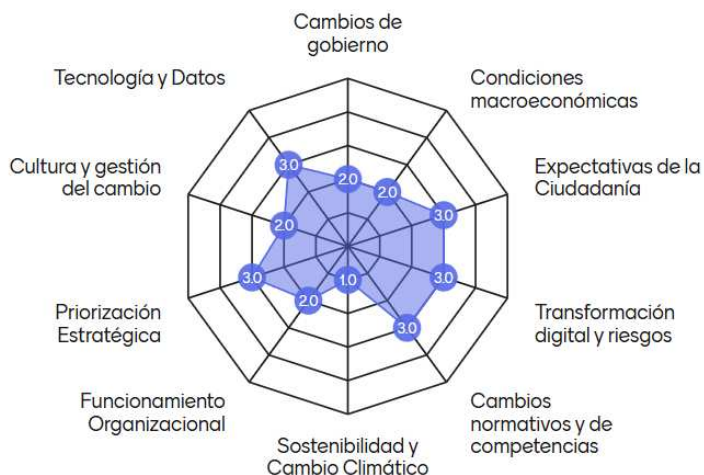 Cambios de
gobierno
Tecnología y Datos
Condiciones
macroeconómicas
Cultura y gestión
del cambio
Expectativas de la
Ciudadanía
3.0
2.0
2.0
3.0
2.0
3.0
3.0
1.0
2.0
3.0
Priorización
Estratégica
Transformación
digital y riesgos
Funcionamiento
Organizacional
Cambios
normativos y de
competencias
Sostenibilidad y
Cambio Climático